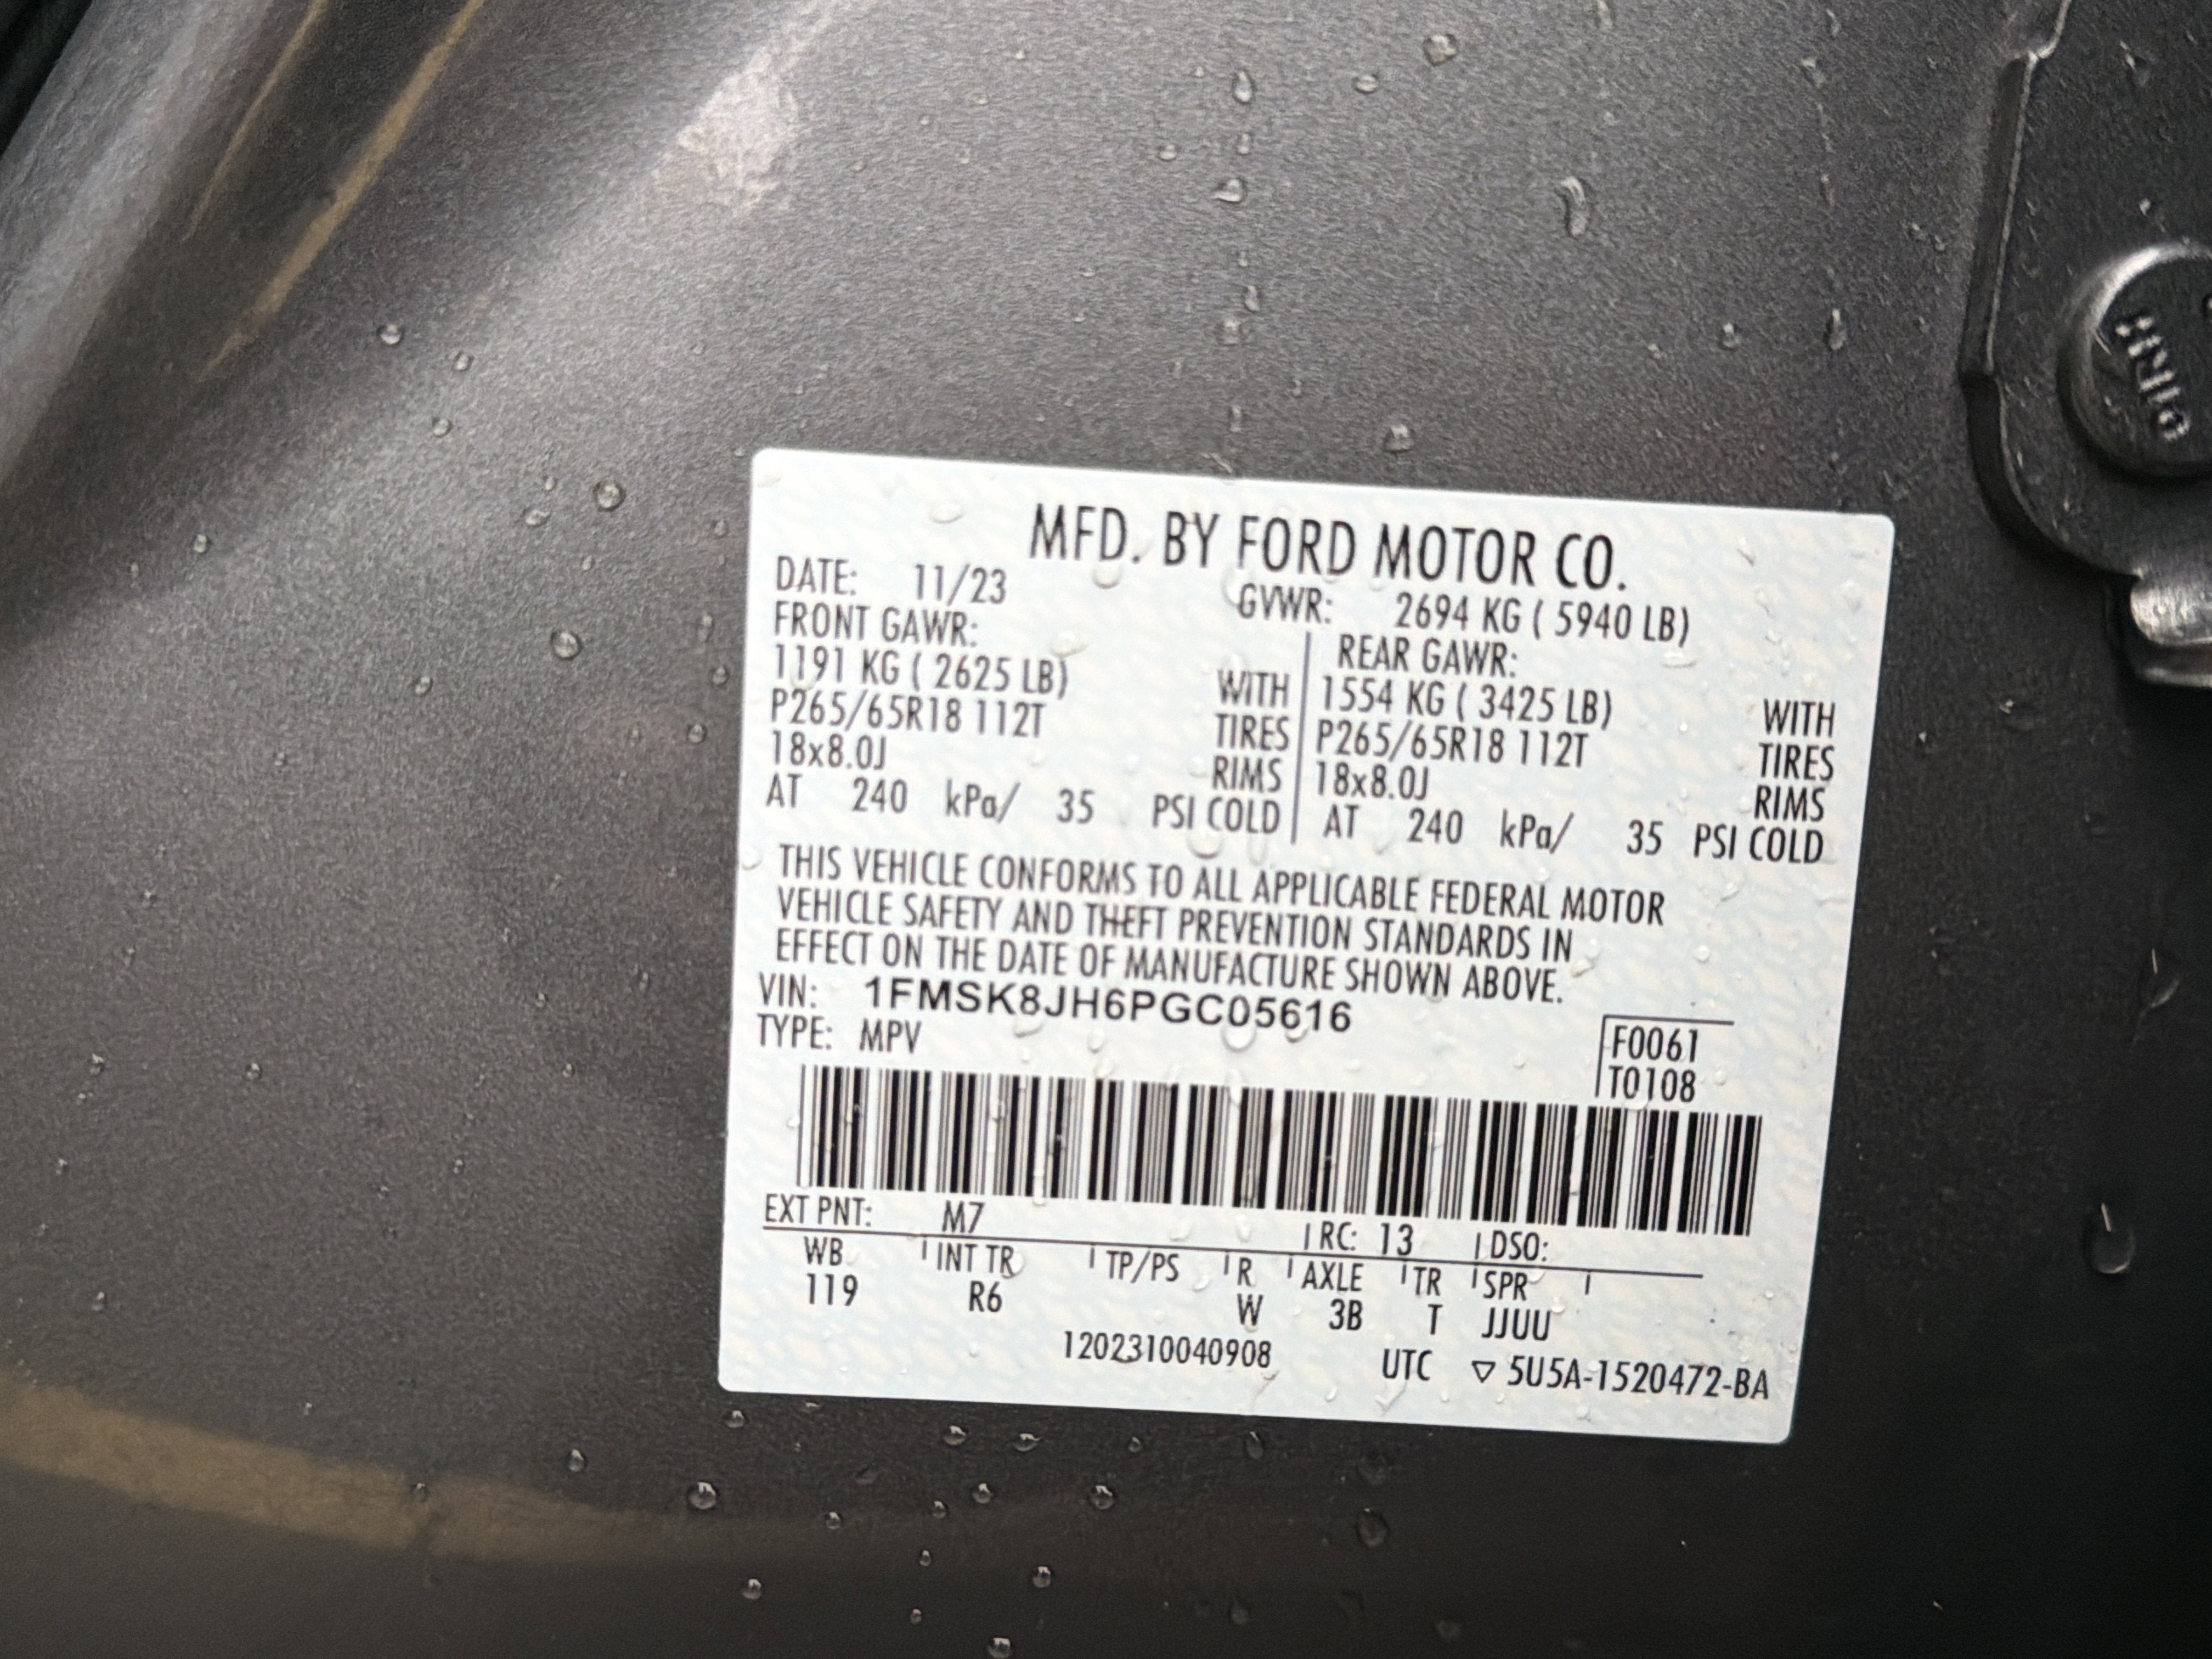 MFD. BY FORD MOTOR CO.
DATE: 11/23 GVWR: 2694 KG ( 5940 LB)
FRONT GAWR: REAR GAWR:
1191 KG ( 2625 LB) WITH 1554 KG ( 3425 LB) WITH
P265/65R18 112T TIRES P265/65R18 112T TIRES
18x8.0J RIMS 18x8.0J RIMS
AT 240 kPa/ 35 PSI COLD AT 240 kPa/ 35 PSI COLD
THIS VEHICLE CONFORMS TO ALL APPLICABLE FEDERAL MOTOR
VEHICLE SAFETY AND THEFT PREVENTION STANDARDS IN
EFFECT ON THE DATE OF MANUFACTURE SHOWN ABOVE.
VIN: 1FMSK8JH6PGC05616
TYPE: MPV
F0061
T0108
EXT PNT: M7 RC: 13 DSO:
WB INT TR TP/PS R AXLE TR SPR
119 R6 W 3B T JJUU
1202310040908 UTC ▽ 5U5A-1520472-BA